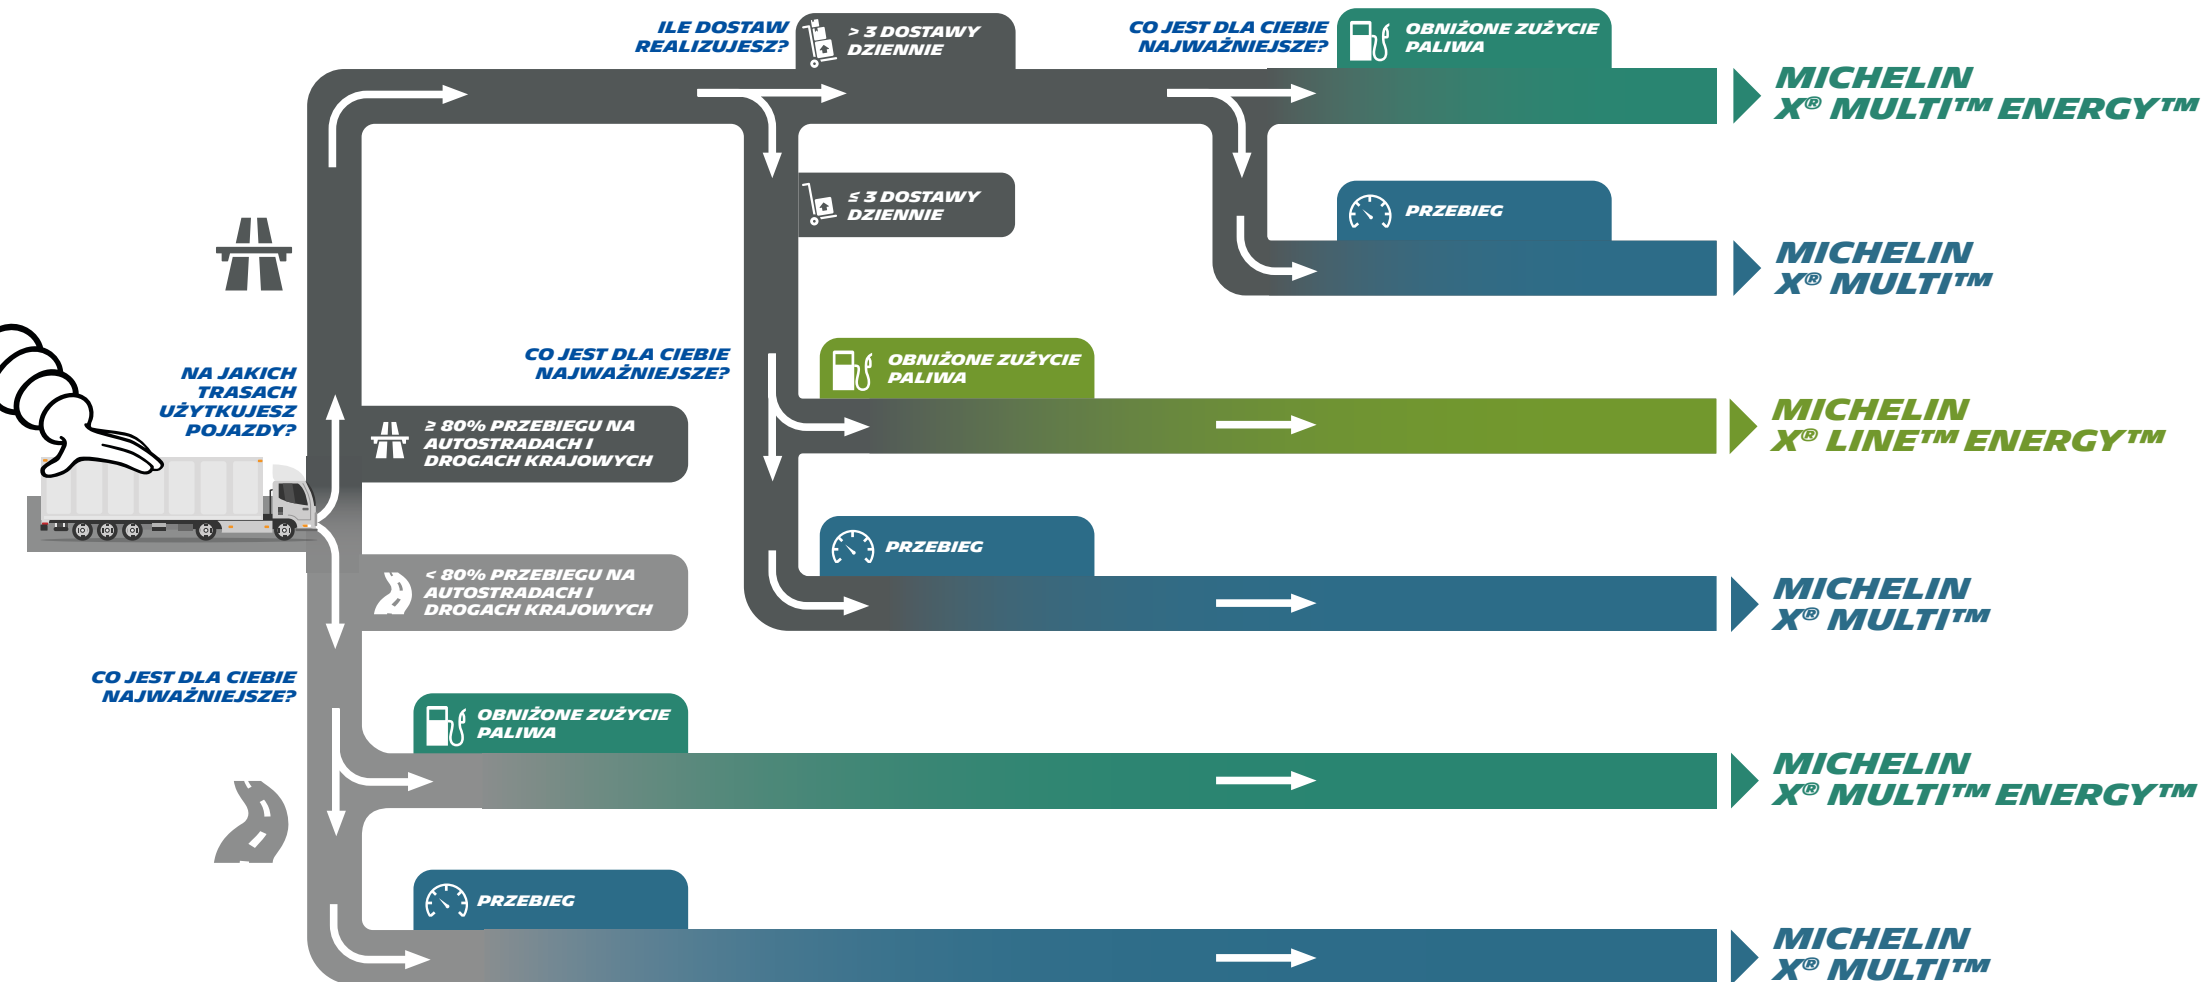 ILE DOSTAW
REALIZUJESZ?
> 3 DOSTAWY
DZIENNIE
CO JEST DLA CIEBIE
NAJWAŻNIEJSZE?
OBNIŻONE ZUŻYCIE
PALIWA
MICHELIN
X® MULTI™ ENERGY™
≤ 3 DOSTAWY
DZIENNIE
PRZEBIEG
MICHELIN
X® MULTI™
NA JAKICH
TRASACH
UŻYTKUJESZ
POJAZDY?
≥ 80% PRZEBIEGU NA
AUTOSTRADACH I
DROGACH KRAJOWYCH
CO JEST DLA CIEBIE
NAJWAŻNIEJSZE?
OBNIŻONE ZUŻYCIE
PALIWA
MICHELIN
X® LINE™ ENERGY™
PRZEBIEG
MICHELIN
X® MULTI™
< 80% PRZEBIEGU NA
AUTOSTRADACH I
DROGACH KRAJOWYCH
CO JEST DLA CIEBIE
NAJWAŻNIEJSZE?
OBNIŻONE ZUŻYCIE
PALIWA
MICHELIN
X® MULTI™ ENERGY™
PRZEBIEG
MICHELIN
X® MULTI™